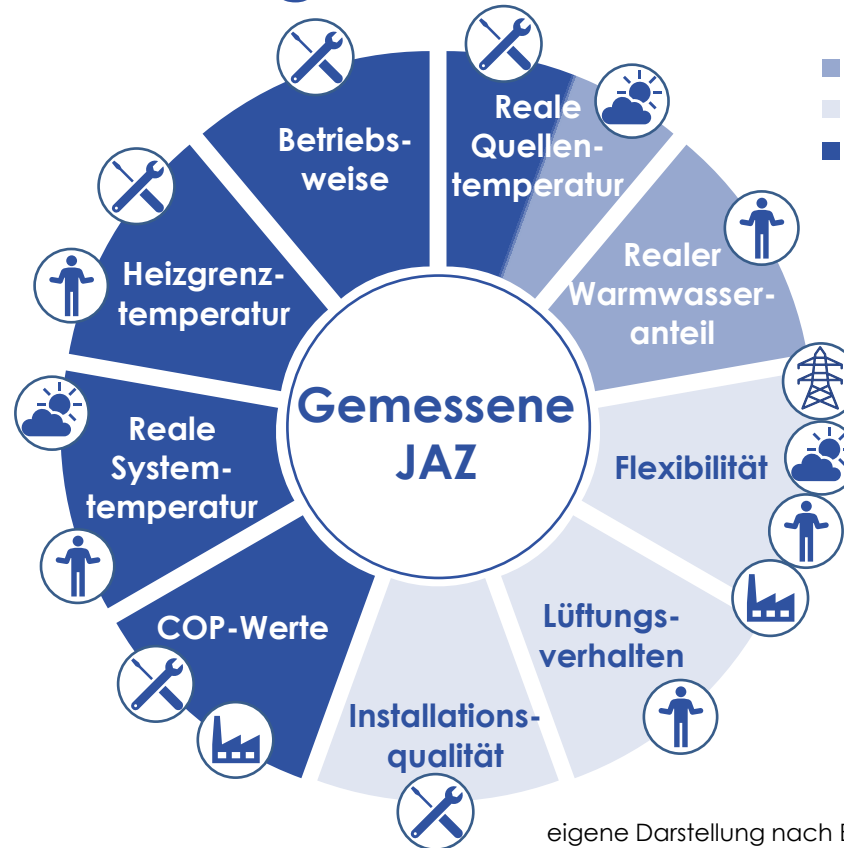 Gemessene
JAZ
Reale
Quellen-
temperatur
Realer
Warmwasser-
anteil
Flexibilität
Lüftungs-
verhalten
Installations-
qualität
COP-Werte
Reale
System-
temperatur
Heizgrenz-
temperatur
Betriebs-
weise
eigene Darstellung nach